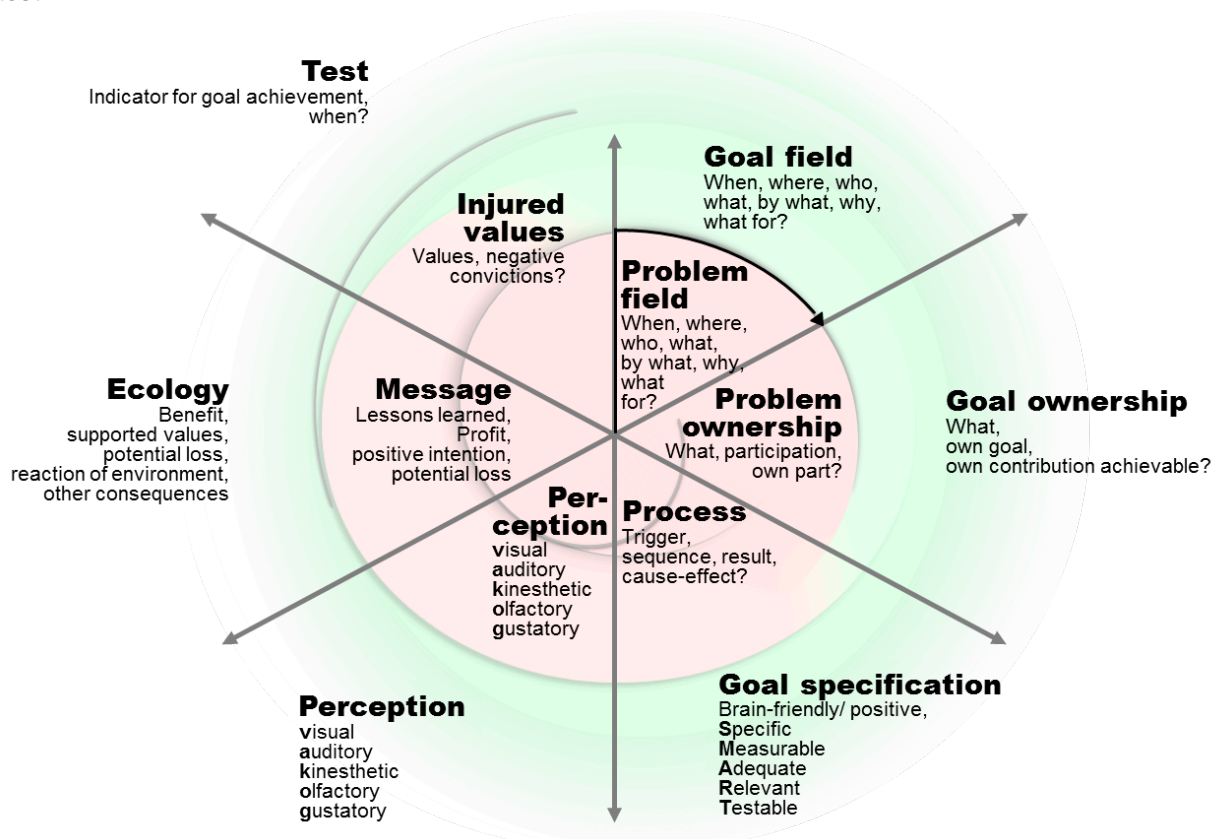 Test
Indicator for goal achievement,
when?
Goal field
When, where, who,
what, by what, why,
what for?
Injured
values
Values, negative
convictions?
Problem
field
When, where,
who, what,
by what, why,
what
for?
Ecology
Benefit,
supported values,
potential loss,
reaction of environment,
other consequences
Message
Lessons learned,
Profit,
positive intention,
potential loss
Problem
ownership
What, participation,
own part?
Goal ownership
What,
own goal,
own contribution achievable?
Per-
ception
visual
auditory
kinesthetic
olfactory
gustatory
Process
Trigger,
sequence, result,
cause-effect?
Perception
visual
auditory
kinesthetic
olfactory
gustatory
Goal specification
Brain-friendly/ positive,
Specific
Measurable
Adequate
Relevant
Testable